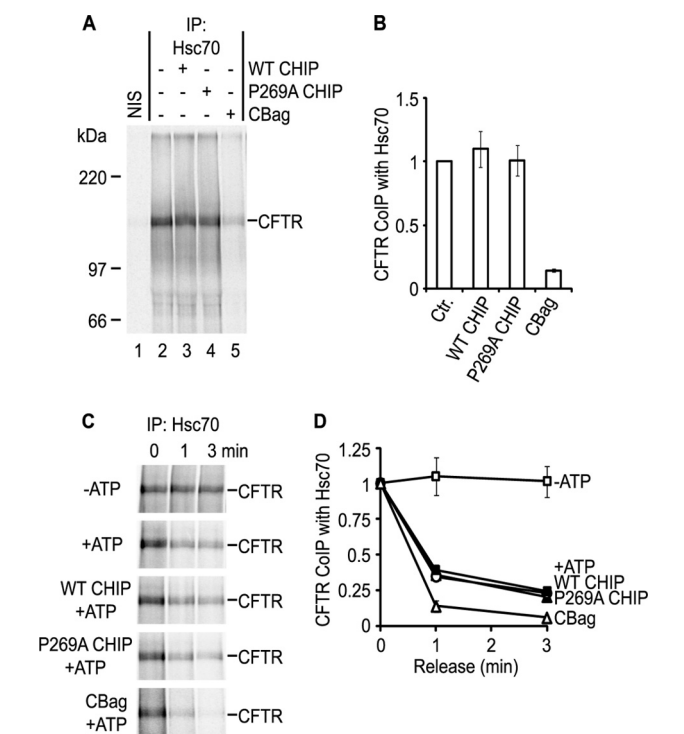 A
IP:
Hsc70
NIS
- + - - WT CHIP
- - + - P269A CHIP
- - - + CBag
kDa
220
CFTR
97
66
1 2 3 4 5
B
CFTR CoIP with Hsc70
1.5
1
0.5
0
Ctr.
WT CHIP
P269A CHIP
CBag
C
IP: Hsc70
0 1 3 min
-ATP
CFTR
+ATP
CFTR
WT CHIP
+ATP
CFTR
P269A CHIP
+ATP
CFTR
CBag
+ATP
CFTR
D
CFTR CoIP with Hsc70
1.25
1
0.75
0.5
0.25
0
-ATP
+ATP
WT CHIP
P269A CHIP
CBag
0 1 2 3
Release (min)